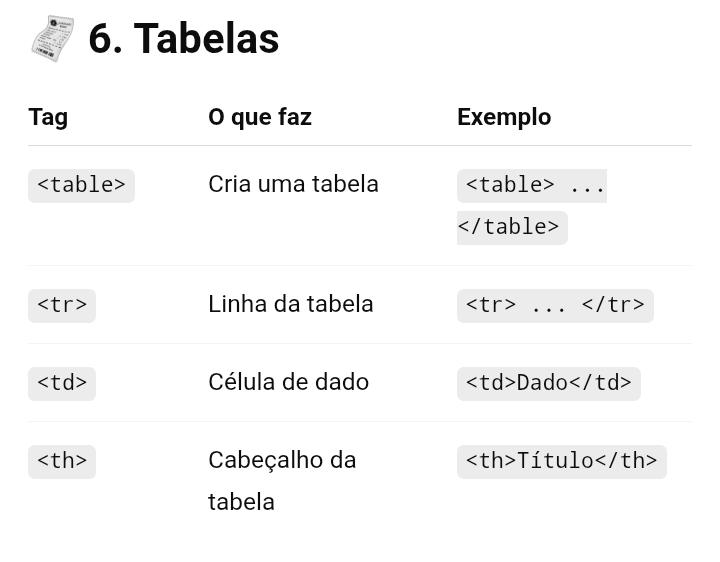 6. Tabelas
Tag O que faz Exemplo
<table> Cria uma tabela <table> ...
</table>
<tr> Linha da tabela <tr> ... </tr>
<td> Célula de dado <td>Dado</td>
<th> Cabeçalho da <th>Título</th>
tabela